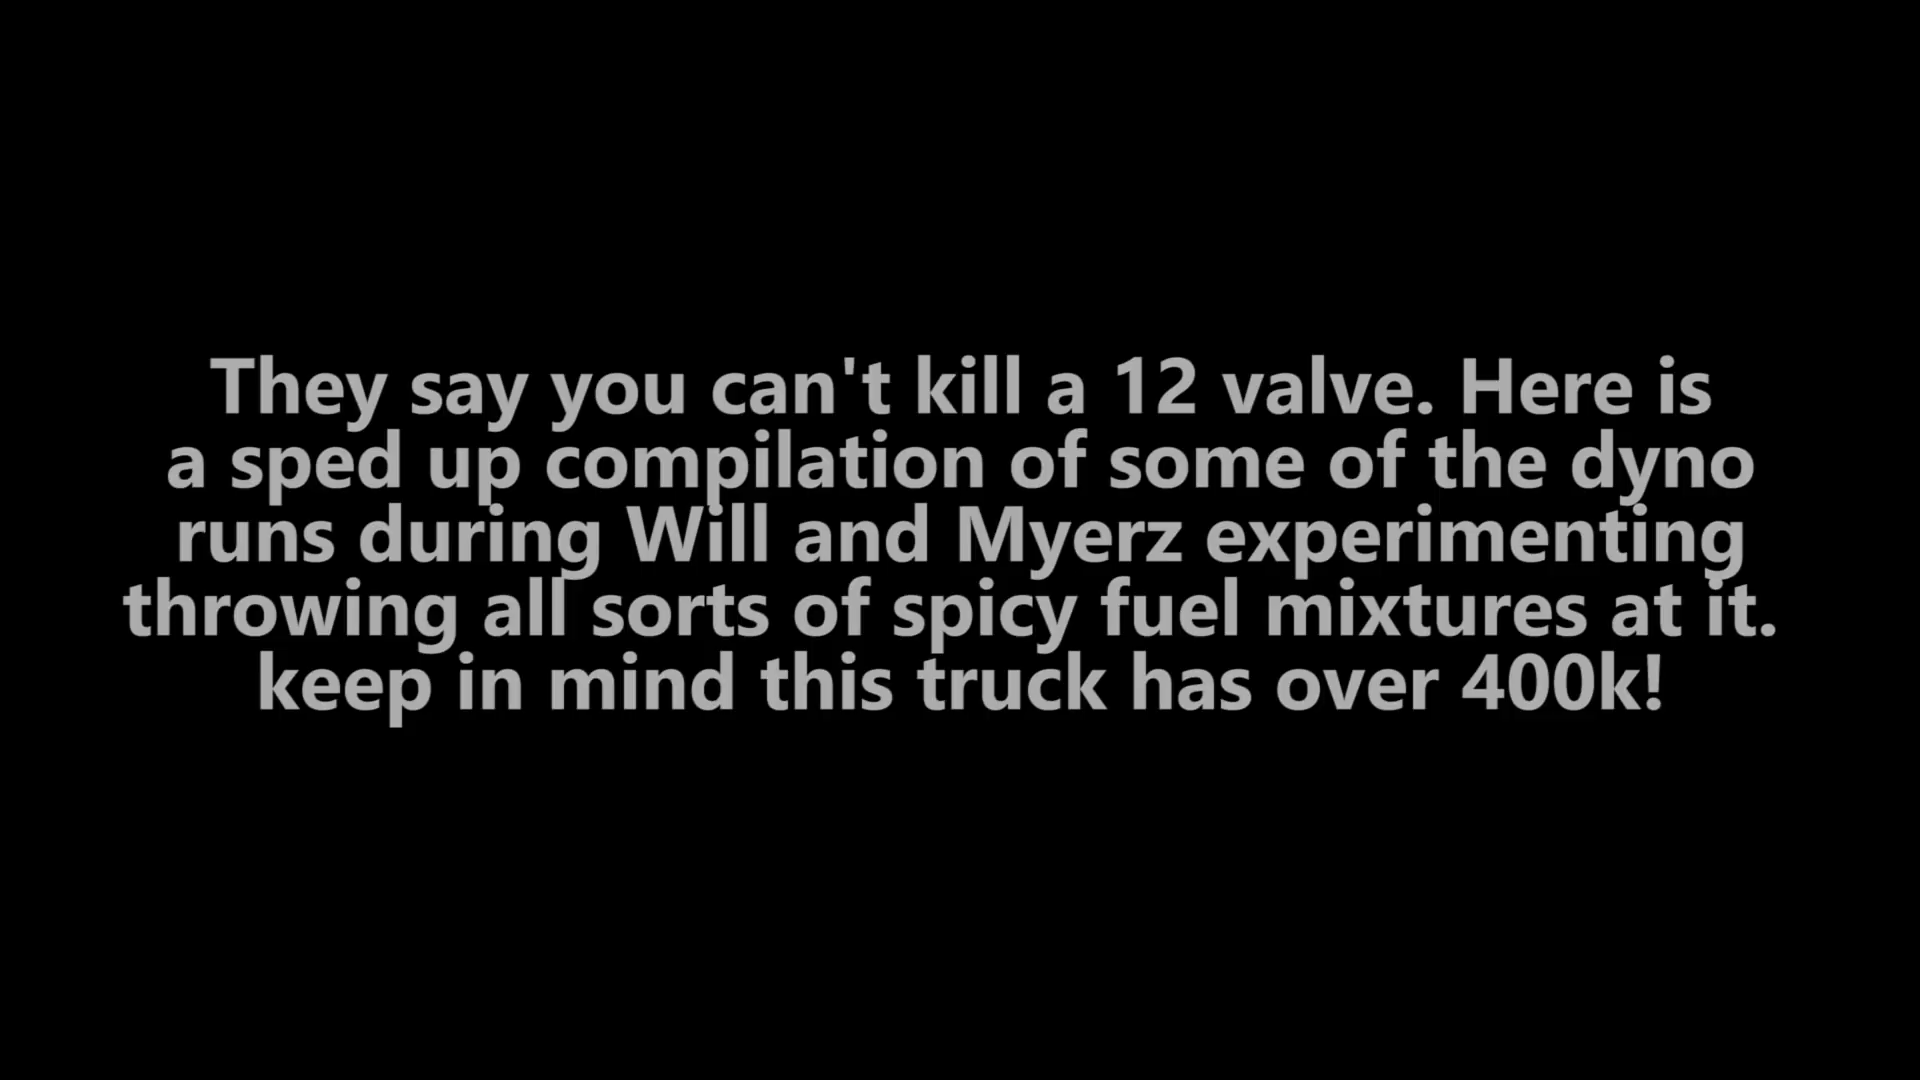 They say you can't kill a 12 valve. Here is
a sped up compilation of some of the dyno
runs during Will and Myerz experimenting
throwing all sorts of spicy fuel mixtures at it.
keep in mind this truck has over 400k!